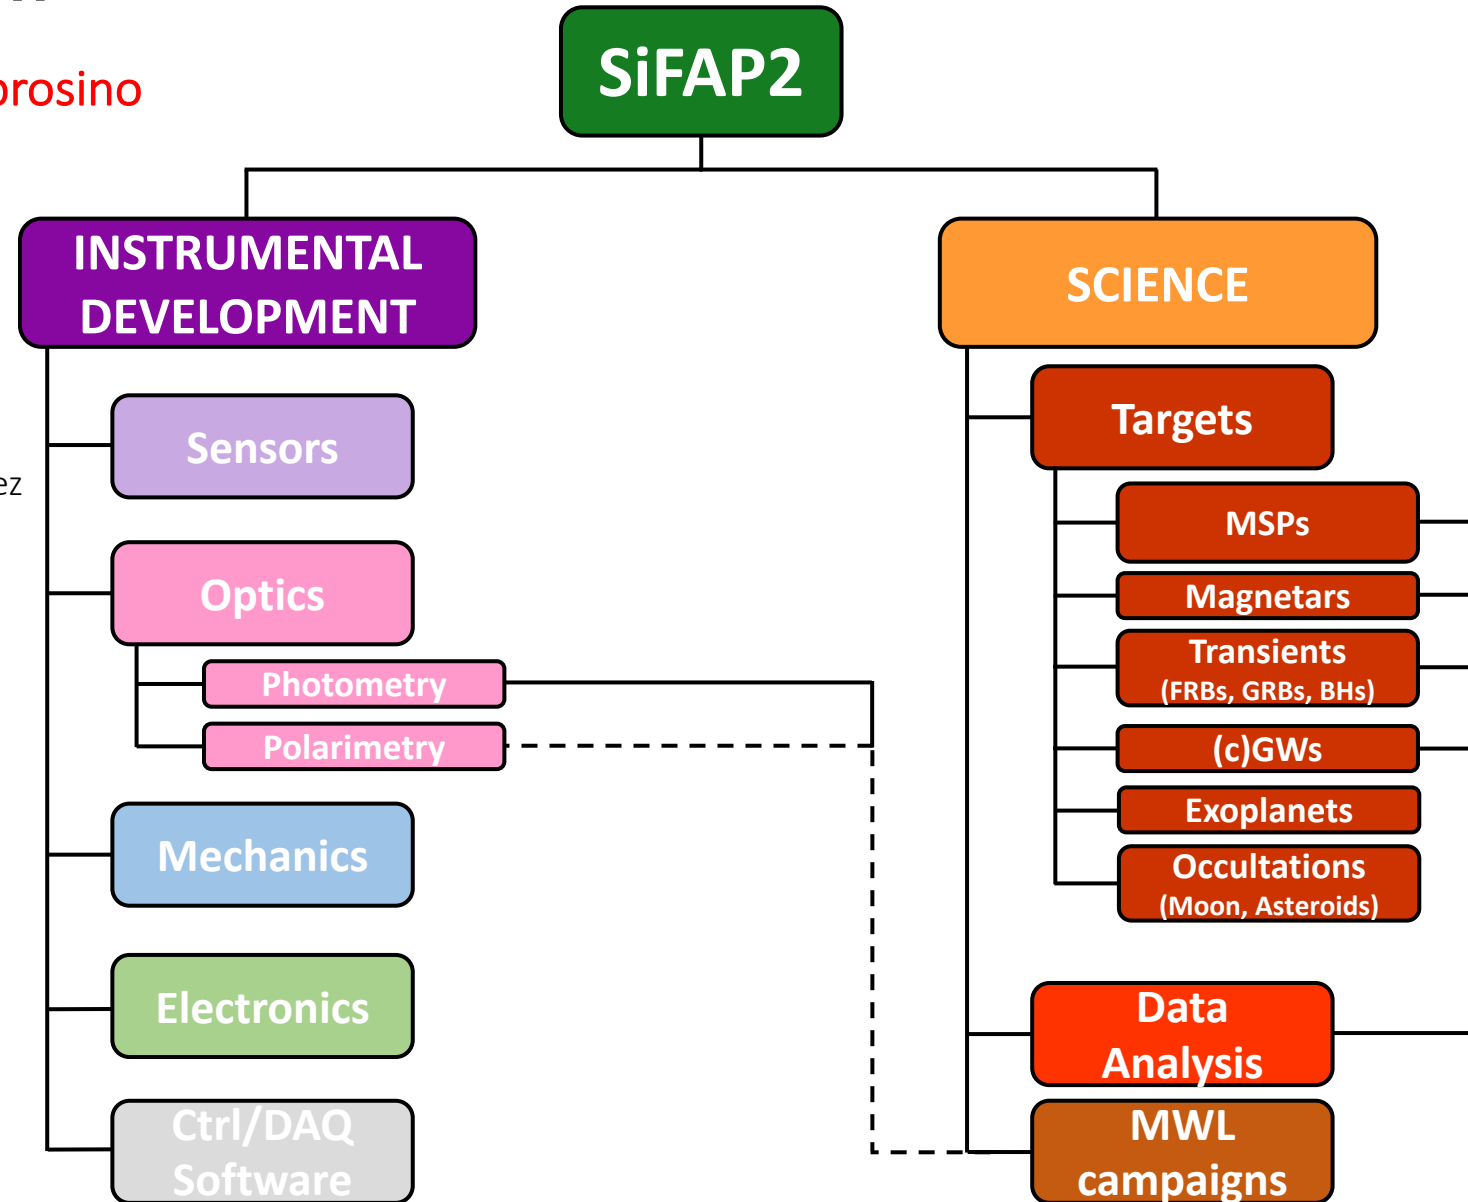 SiFAP2
INSTRUMENTAL
DEVELOPMENT
Sensors
Optics
Photometry
Polarimetry
Mechanics
Electronics
Ctrl/DAQ
Software
SCIENCE
Targets
MSPs
Magnetars
Transients
(FRBs, GRBs, BHs)
(c)GWs
Exoplanets
Occultations
(Moon, Asteroids)
Data
Analysis
MWL
campaigns